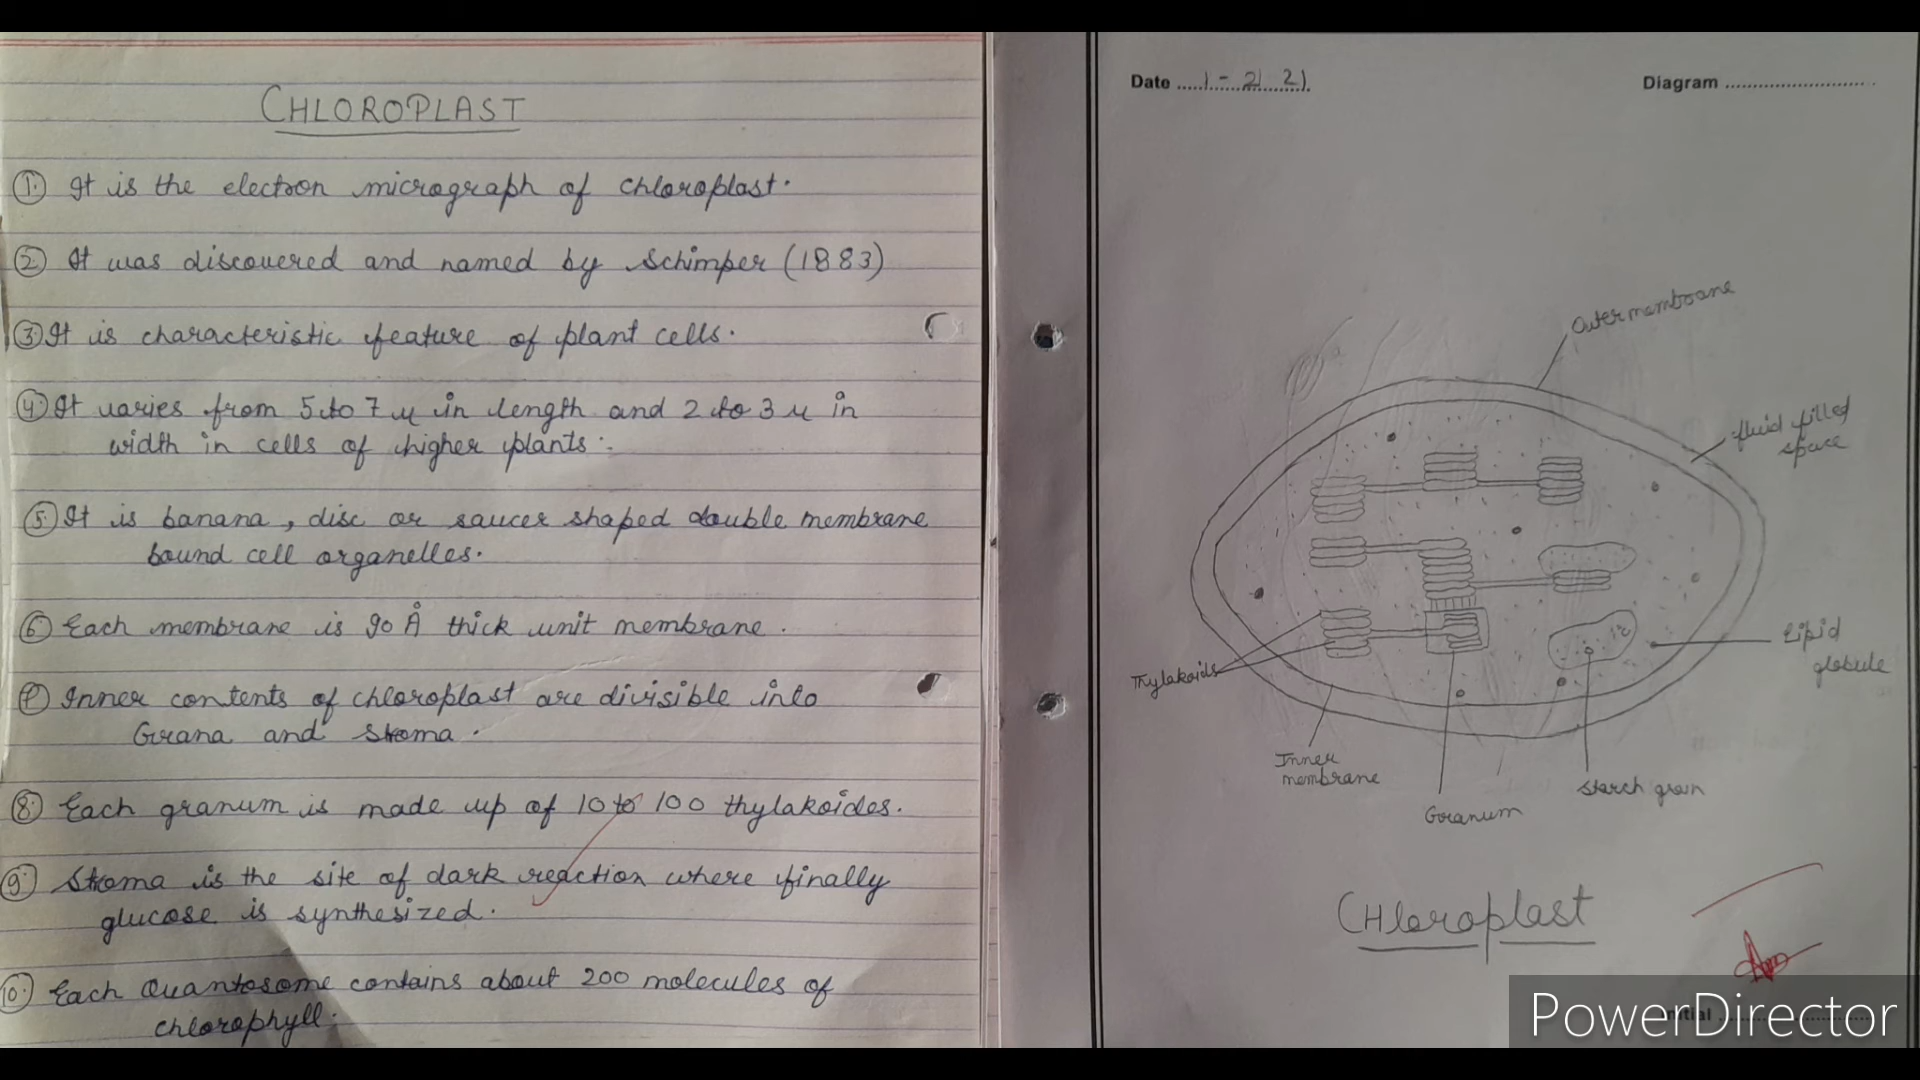 CHLOROPLAST
1. It is the electron micrograph of chloroplast.
2. It was discovered and named by Schimper (1883)
3. It is characteristic feature of plant cells.
4. It varies from 5 to 7 µ in length and 2 to 3 µ in
width in cells of higher plants :-
5. It is banana, disc or saucer shaped double membrane
bound cell organelles.
6. Each membrane is 90 Å thick unit membrane.
7. Inner contents of chloroplast are divisible into
Grana and stroma.
8. Each granum is made up of 10 to 100 thylakoides.
9. Stroma is the site of dark reaction where finally
glucose is synthesized.
10. Each Quantosome contains about 200 molecules of
chlorophyll.
Date 1-2 21
Diagram
Outer membrane
fluid filled
space
Lipid
globule
Thylakoids
Inner
membrane
Starch grain
Granum
CHloroplast
Initial
PowerDirector